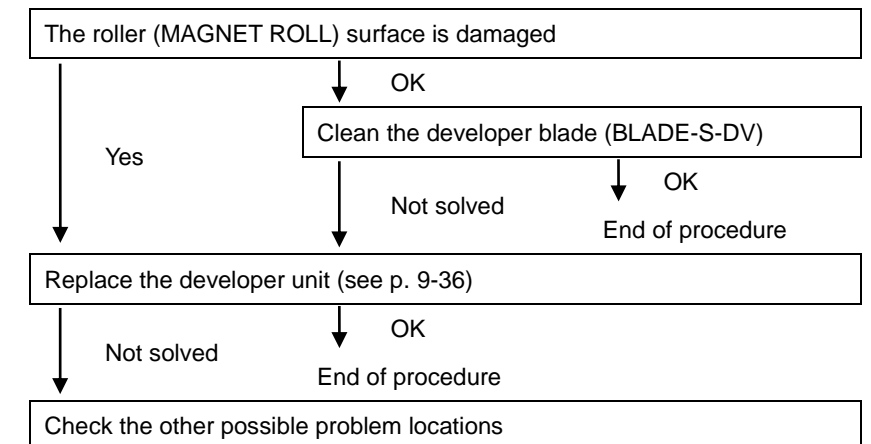 The roller (MAGNET ROLL) surface is damaged
OK
Clean the developer blade (BLADE-S-DV)
Yes
OK
Not solved
End of procedure
Replace the developer unit (see p. 9-36)
OK
Not solved
End of procedure
Check the other possible problem locations